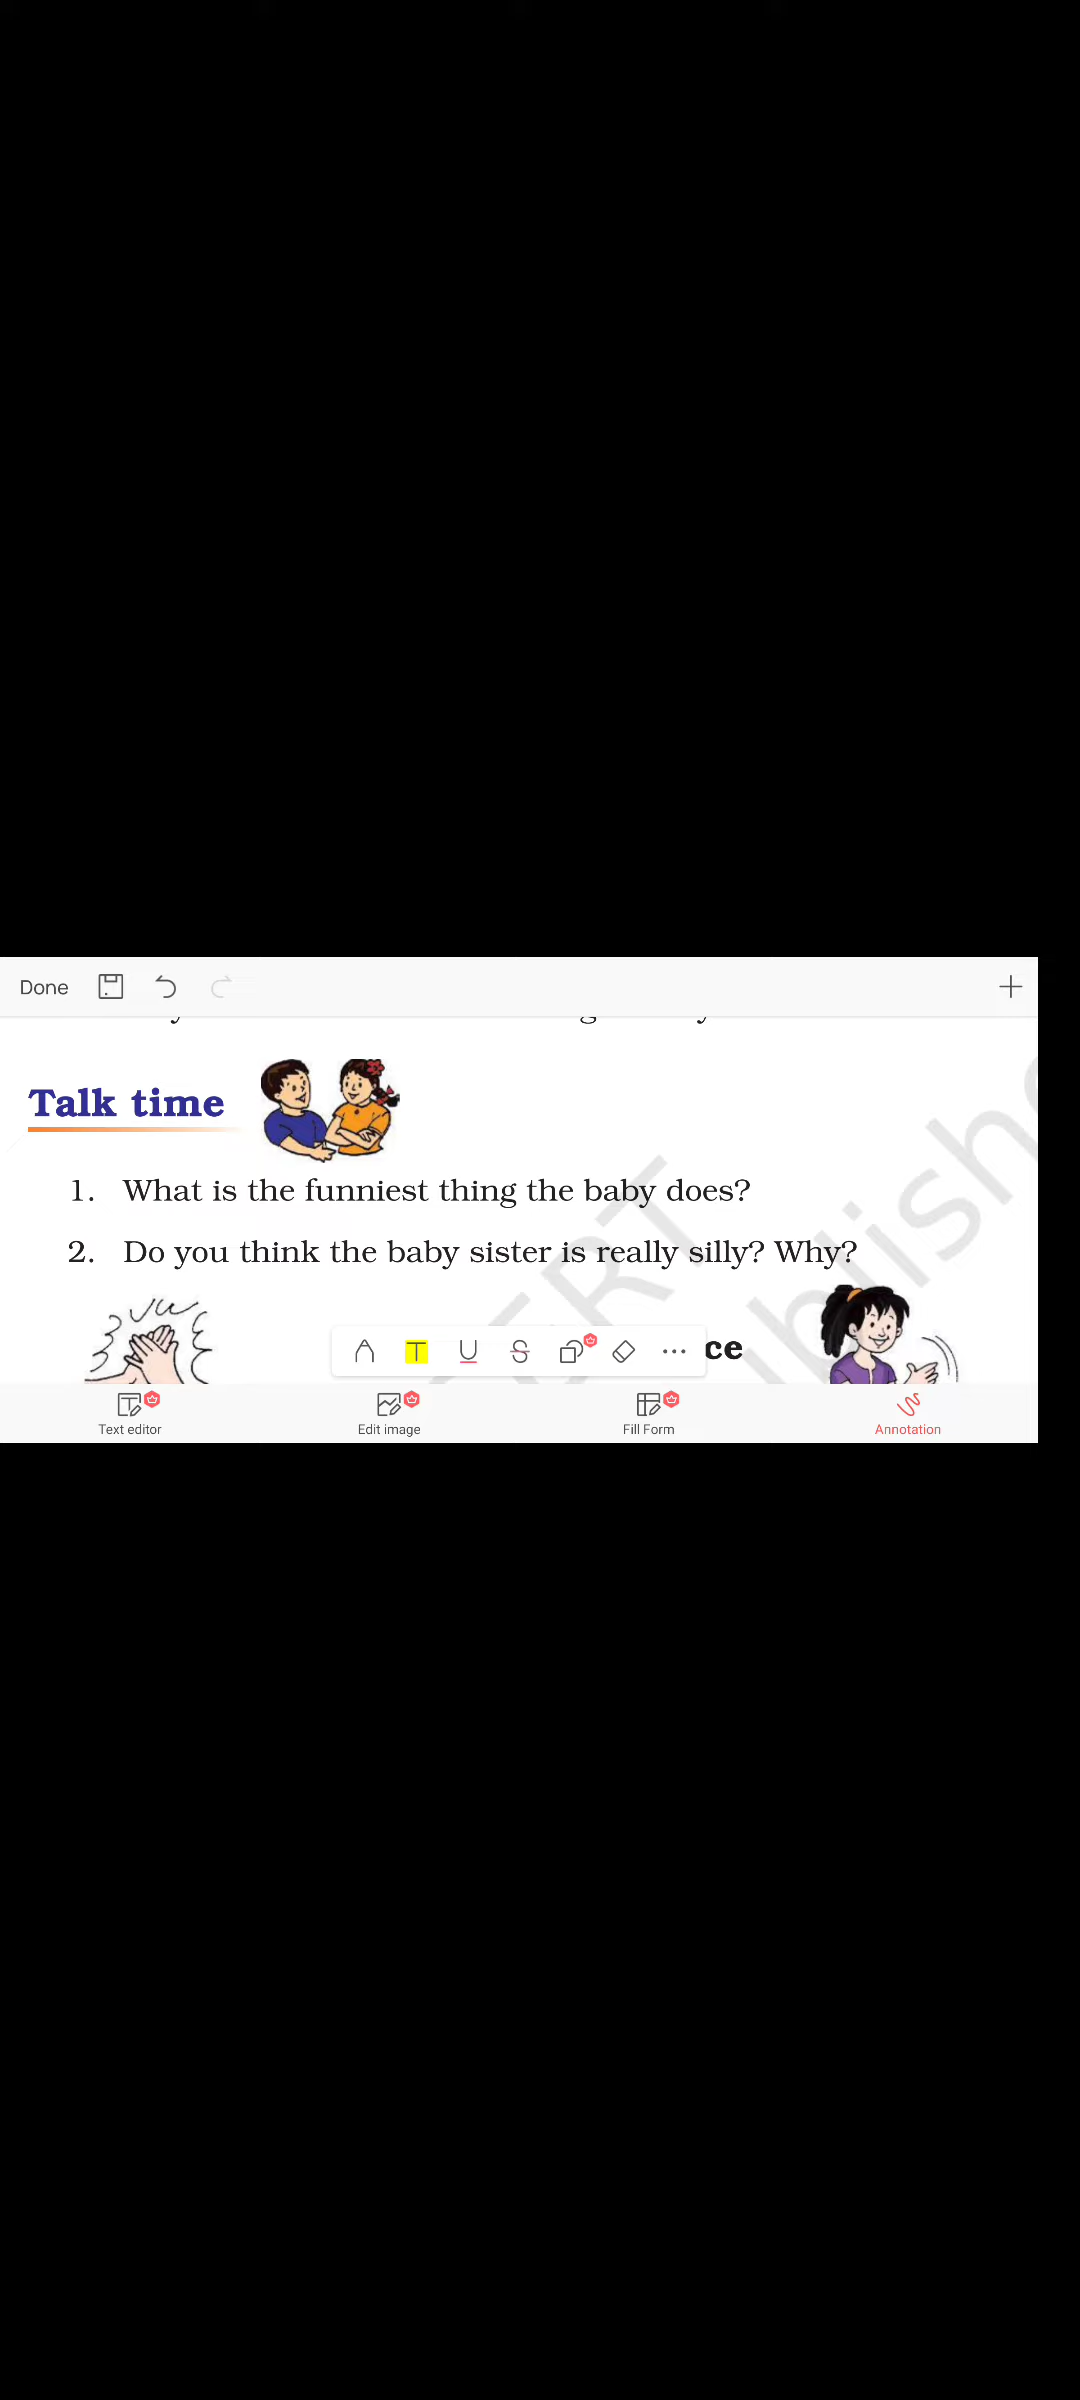 Done
Talk time
1. What is the funniest thing the baby does?
2. Do you think the baby sister is really silly? Why?
ce
Text editor
Edit image
Fill Form
Annotation